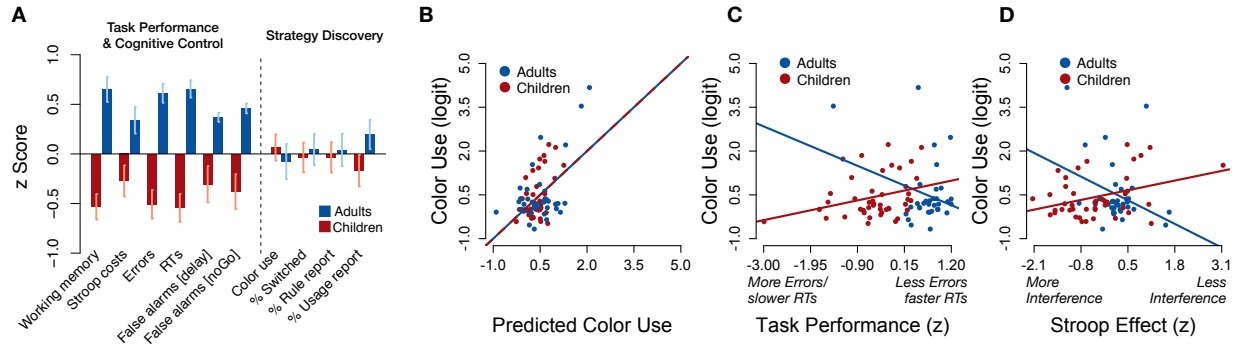 A
Task Performance
& Cognitive Control
Strategy Discovery
z Score
1.0
0.5
0.0
−0.5
−1.0
Adults
Children
Working memory
Stroop costs
Errors
RTs
False alarms [delay]
False alarms [noGo]
Color use
% Switched
% Rule report
% Usage report
B
Color Use (logit)
5.0
3.5
2.0
0.5
-1.0
Adults
Children
-1.0 0.5 2.0 3.5 5.0
Predicted Color Use
C
Color Use (logit)
5.0
3.5
2.0
0.5
-1.0
Adults
Children
-3.00 -1.95 -0.90 0.15 1.20
More Errors/ Less Errors
slower RTs faster RTs
Task Performance (z)
D
Color Use (logit)
5.0
3.5
2.0
0.5
-1.0
Adults
Children
-2.1 -0.8 0.5 1.8 3.1
More Less
Interference Interference
Stroop Effect (z)